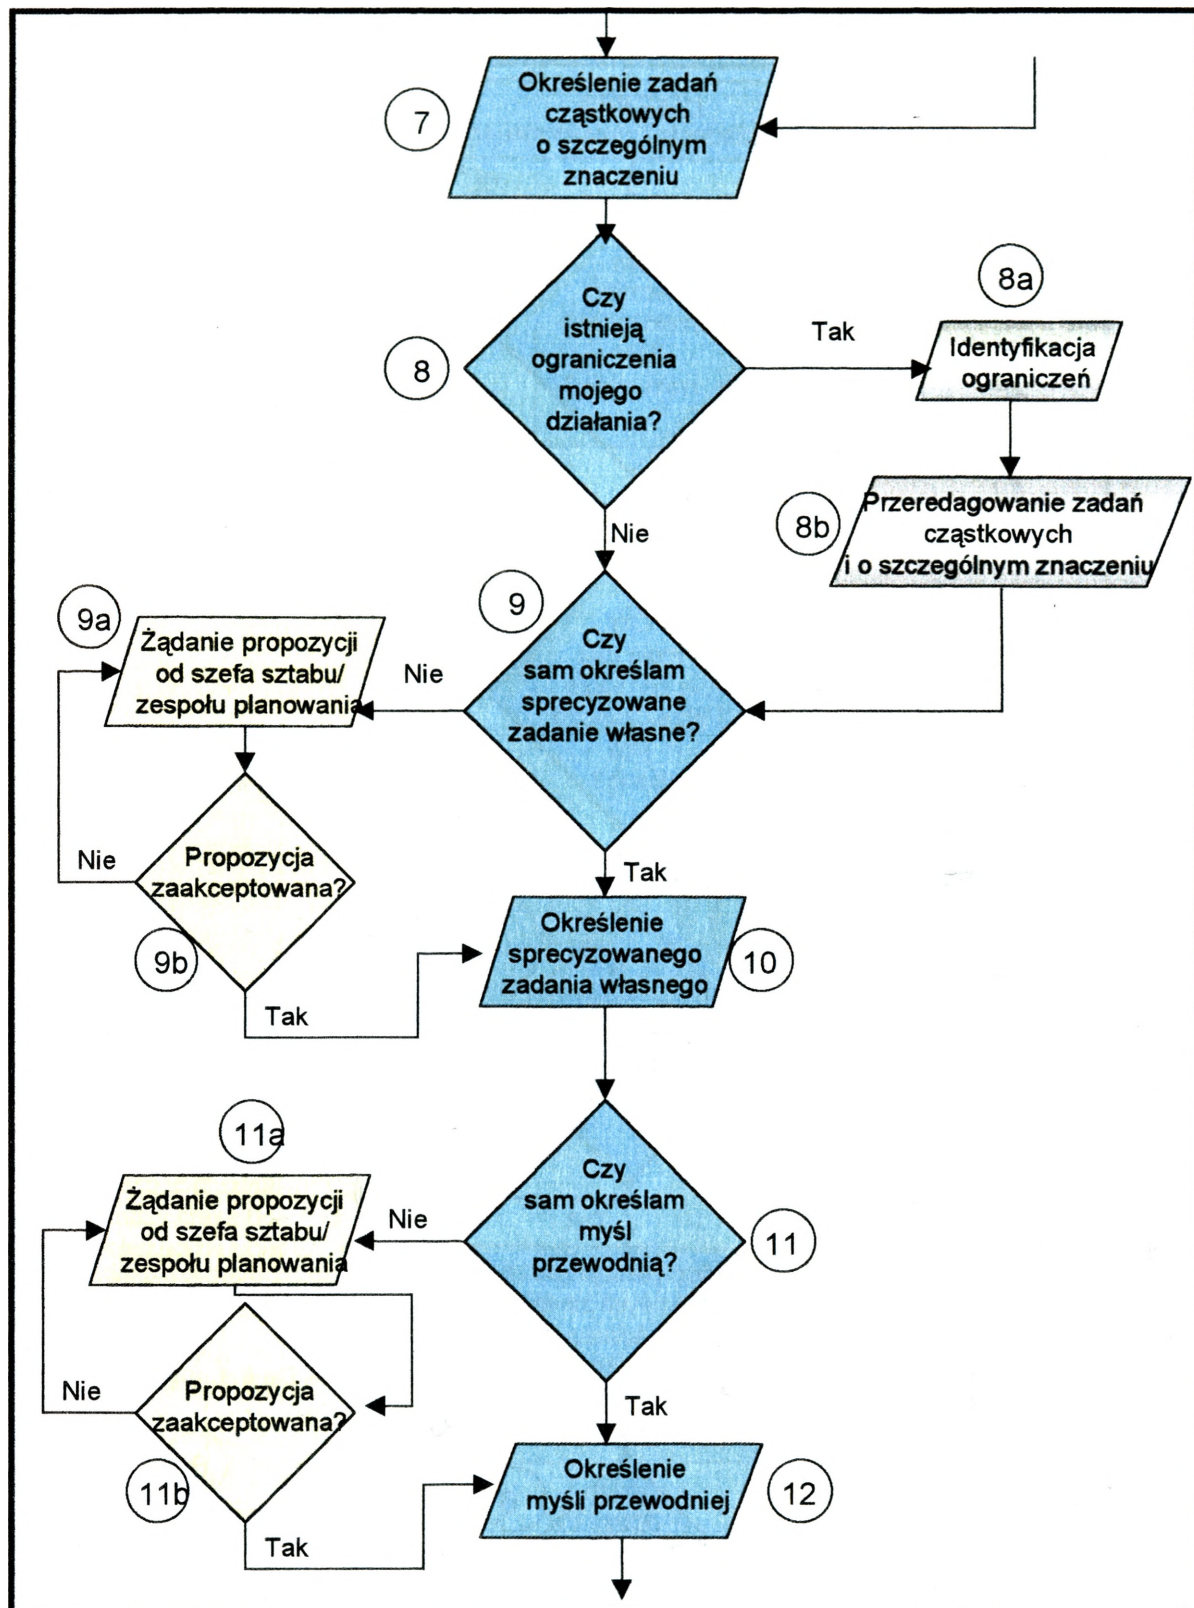 7
Określenie zadań
cząstkowych
o szczególnym
znaczeniu
8
Czy
istnieją
ograniczenia
mojego
działania?
Tak
8a
Identyfikacja
ograniczeń
8b
Przeredagowanie zadań
cząstkowych
i o szczególnym znaczeniu
Nie
9
Czy
sam określam
sprecyzowane
zadanie własne?
Nie
9a
Żądanie propozycji
od szefa sztabu/
zespołu planowania
Propozycja
zaakceptowana?
Nie
9b
Tak
Tak
Określenie
sprecyzowanego
zadania własnego
10
11a
Żądanie propozycji
od szefa sztabu/
zespołu planowania
Nie
Czy
sam określam
myśl
przewodnią?
11
Propozycja
zaakceptowana?
Nie
11b
Tak
Tak
Określenie
myśli przewodniej
12